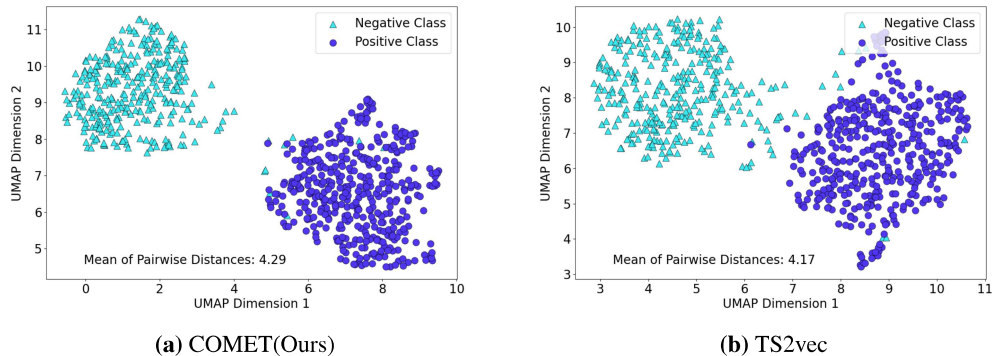 Negative Class
Positive Class
11
10
9
8
7
6
5
UMAP Dimension 2
Mean of Pairwise Distances: 4.29
0 2 4 6 8 10
UMAP Dimension 1
(a) COMET(Ours)
Negative Class
Positive Class
10
9
8
7
6
5
4
3
UMAP Dimension 2
Mean of Pairwise Distances: 4.17
3 4 5 6 7 8 9 10 11
UMAP Dimension 1
(b) TS2vec